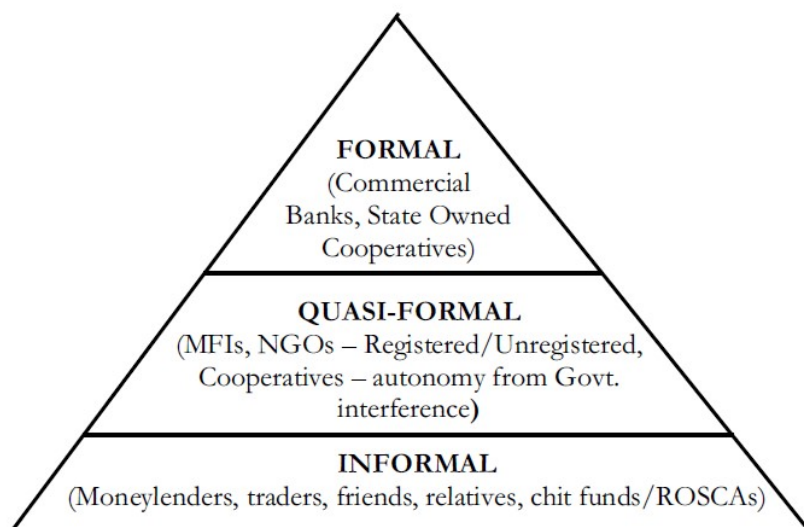 FORMAL
(Commercial
Banks, State Owned
Cooperatives)
QUASI-FORMAL
(MFIs, NGOs – Registered/Unregistered,
Cooperatives – autonomy from Govt.
interference)
INFORMAL
(Moneylenders, traders, friends, relatives, chit funds/ROSCAs)